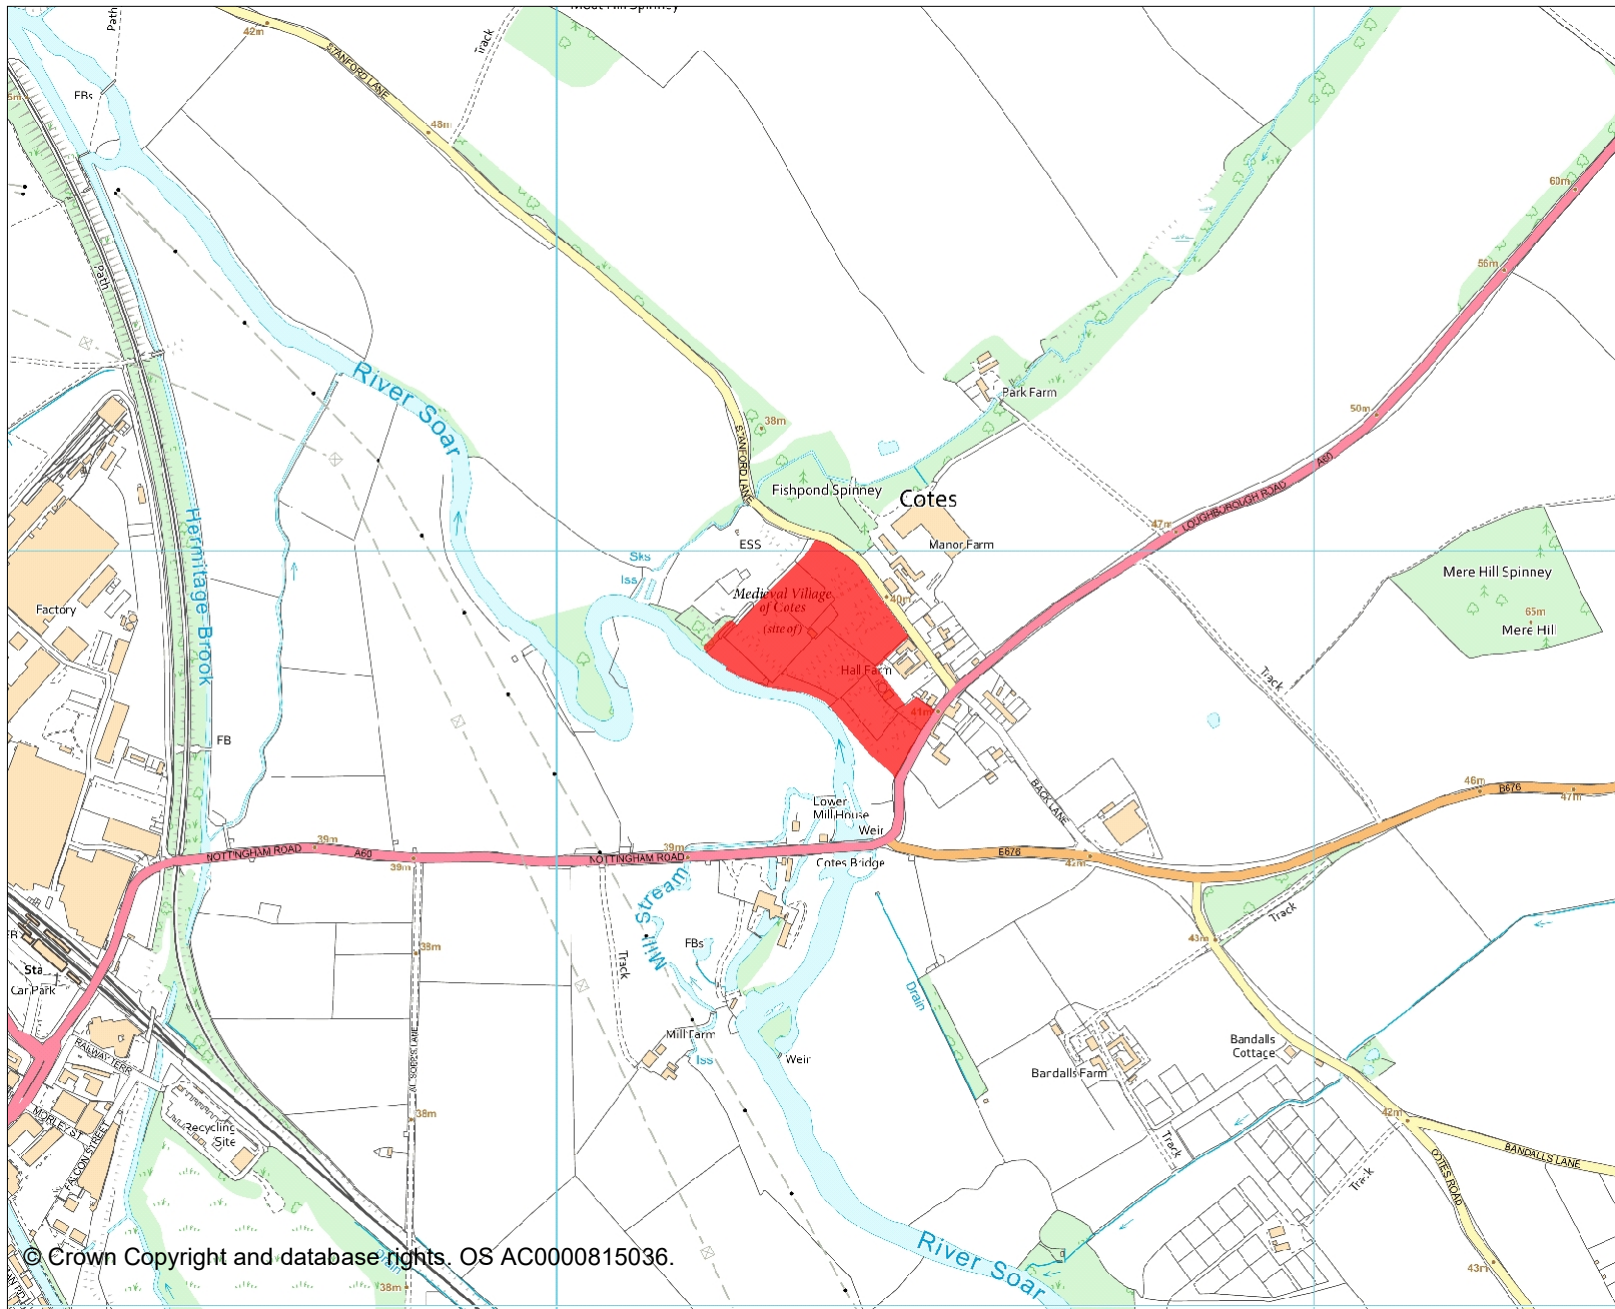 Path
42m
STANFORD LANE
Track
FBs
48m
60m
56m
Path
River Soar
Park Farm
50m
38m
STANFORD LANE
A60
LOUGHBOROUGH ROAD
Fishpond Spinney
Cotes
47m
Hermitage Brook
ESS
Manor Farm
Sks
Iss
Factory
Medieval Village
of Cotes
(site of)
40m
Mere Hill Spinney
65m
Mere Hill
Hall Farm
Track
41m
FB
46m
B676
47m
BACK LANE
Lower
Mill House
Weir
39m
NOTTINGHAM ROAD
A60
39m
39m
NOTTINGHAM ROAD
Cotes Bridge
42m
Mill Stream
Track
43m
38m
FBs
Track
Sta
Car Park
Drain
Mill Farm
Iss
Weir
Bandalls
Cottage
RAILWAY TERR
MORLEY ST
FALCON STREET
Recycling
Site
38m
42m
Track
BANDALLS LANE
COTES ROAD
Track
River Soar
43m
38m
© Crown Copyright and database rights. OS AC0000815036.